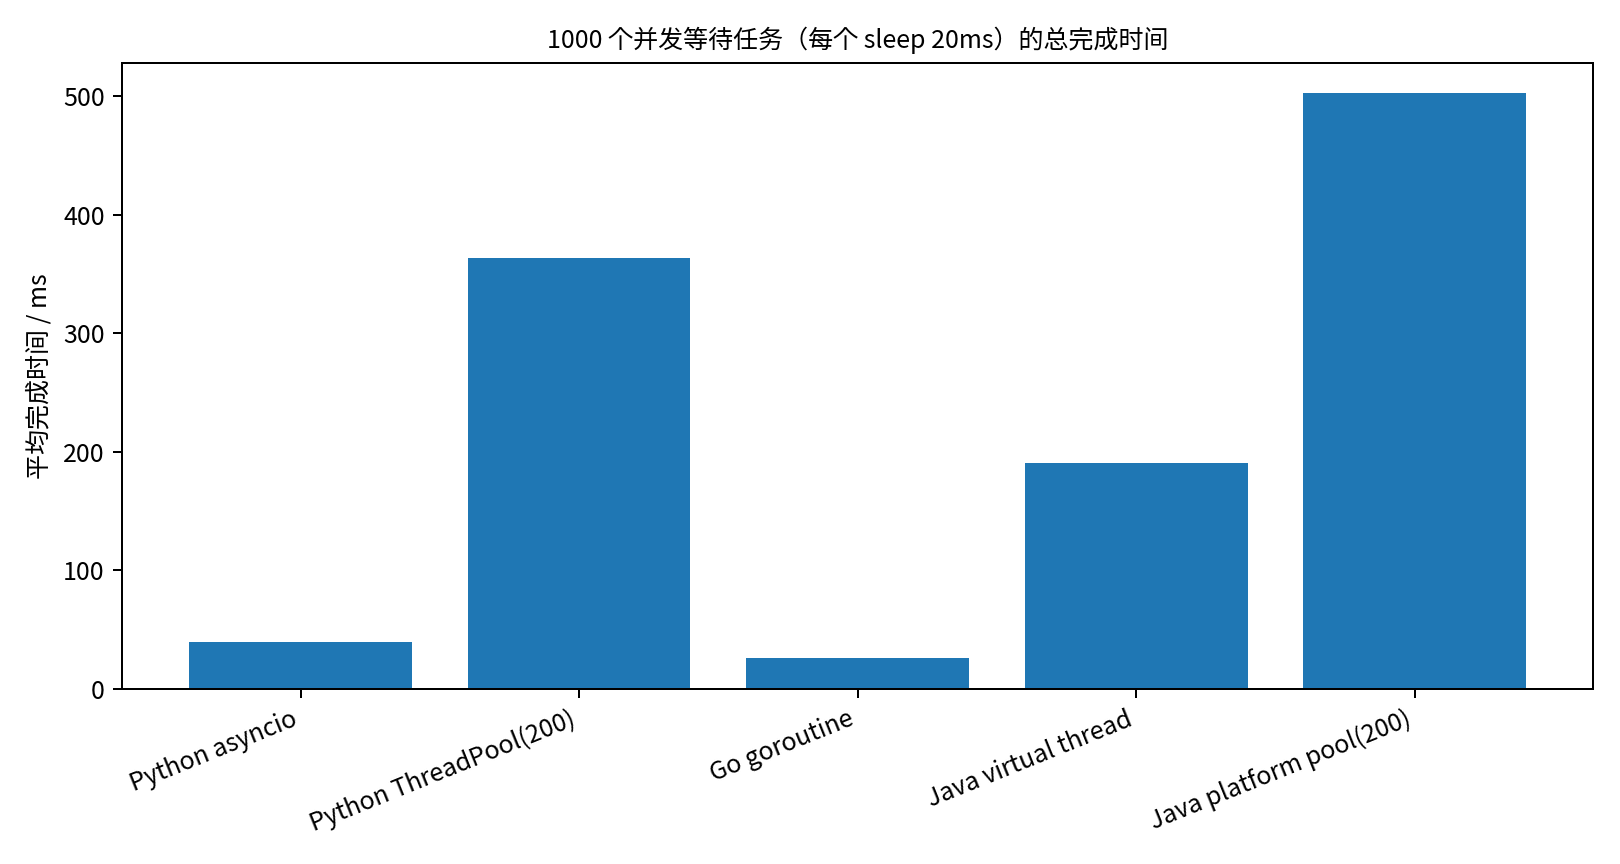 1000 个并发等待任务（每个 sleep 20ms）的总完成时间
平均完成时间 / ms
500
400
300
200
100
0
Python asyncio
Python ThreadPool(200)
Go goroutine
Java virtual thread
Java platform pool(200)